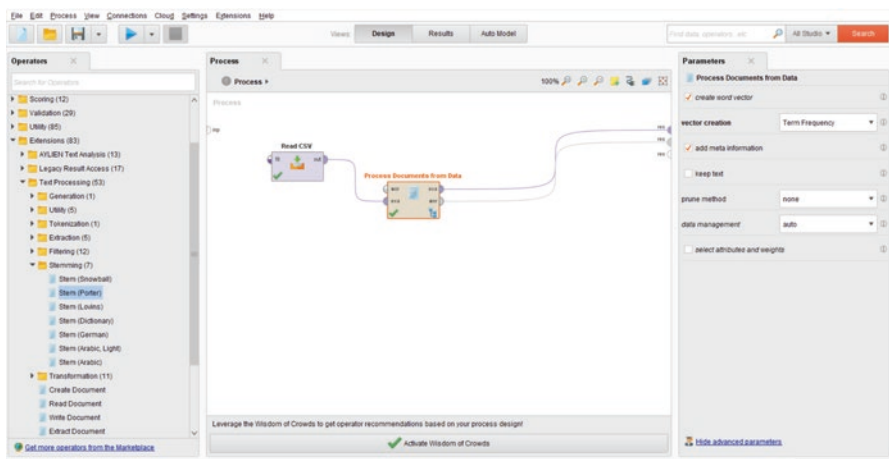 File Edit Process View Connections Cloud Settings Extensions Help
Views: Design Results Auto Model
Find data, operators, etc All Studio Search
Operators
Search for Operators
Scoring (12)
Validation (29)
Utility (85)
Extensions (83)
AYLIEN Text Analysis (13)
Legacy Result Access (17)
Text Processing (53)
Generation (1)
Utility (5)
Tokenization (1)
Extraction (5)
Filtering (12)
Stemming (7)
Stem (Snowball)
Stem (Porter)
Stem (Lovins)
Stem (Dictionary)
Stem (German)
Stem (Arabic, Light)
Stem (Arabic)
Transformation (11)
Create Document
Read Document
Write Document
Extract Document
Get more operators from the Marketplace
Process
Process
100%
Process
inp
Read CSV
out
Process Documents from Data
wor
exa
exa
wor
res
res
res
Leverage the Wisdom of Crowds to get operator recommendations based on your process design!
Activate Wisdom of Crowds
Parameters
Process Documents from Data
create word vector
vector creation Term Frequency
add meta information
keep text
prune method none
data management auto
select attributes and weights
Hide advanced parameters